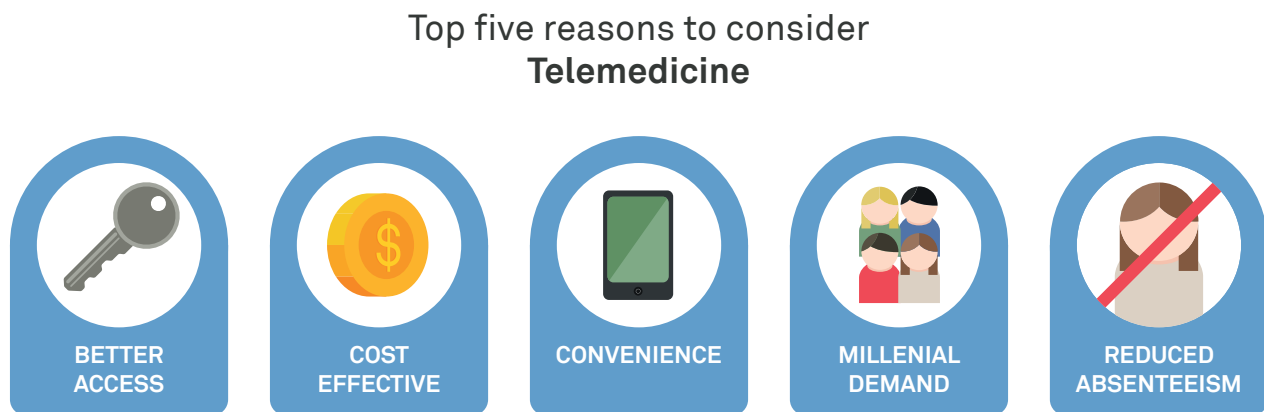 Top five reasons to consider
Telemedicine
BETTER
ACCESS
COST
EFFECTIVE
CONVENIENCE
MILLENIAL
DEMAND
REDUCED
ABSENTEEISM
$